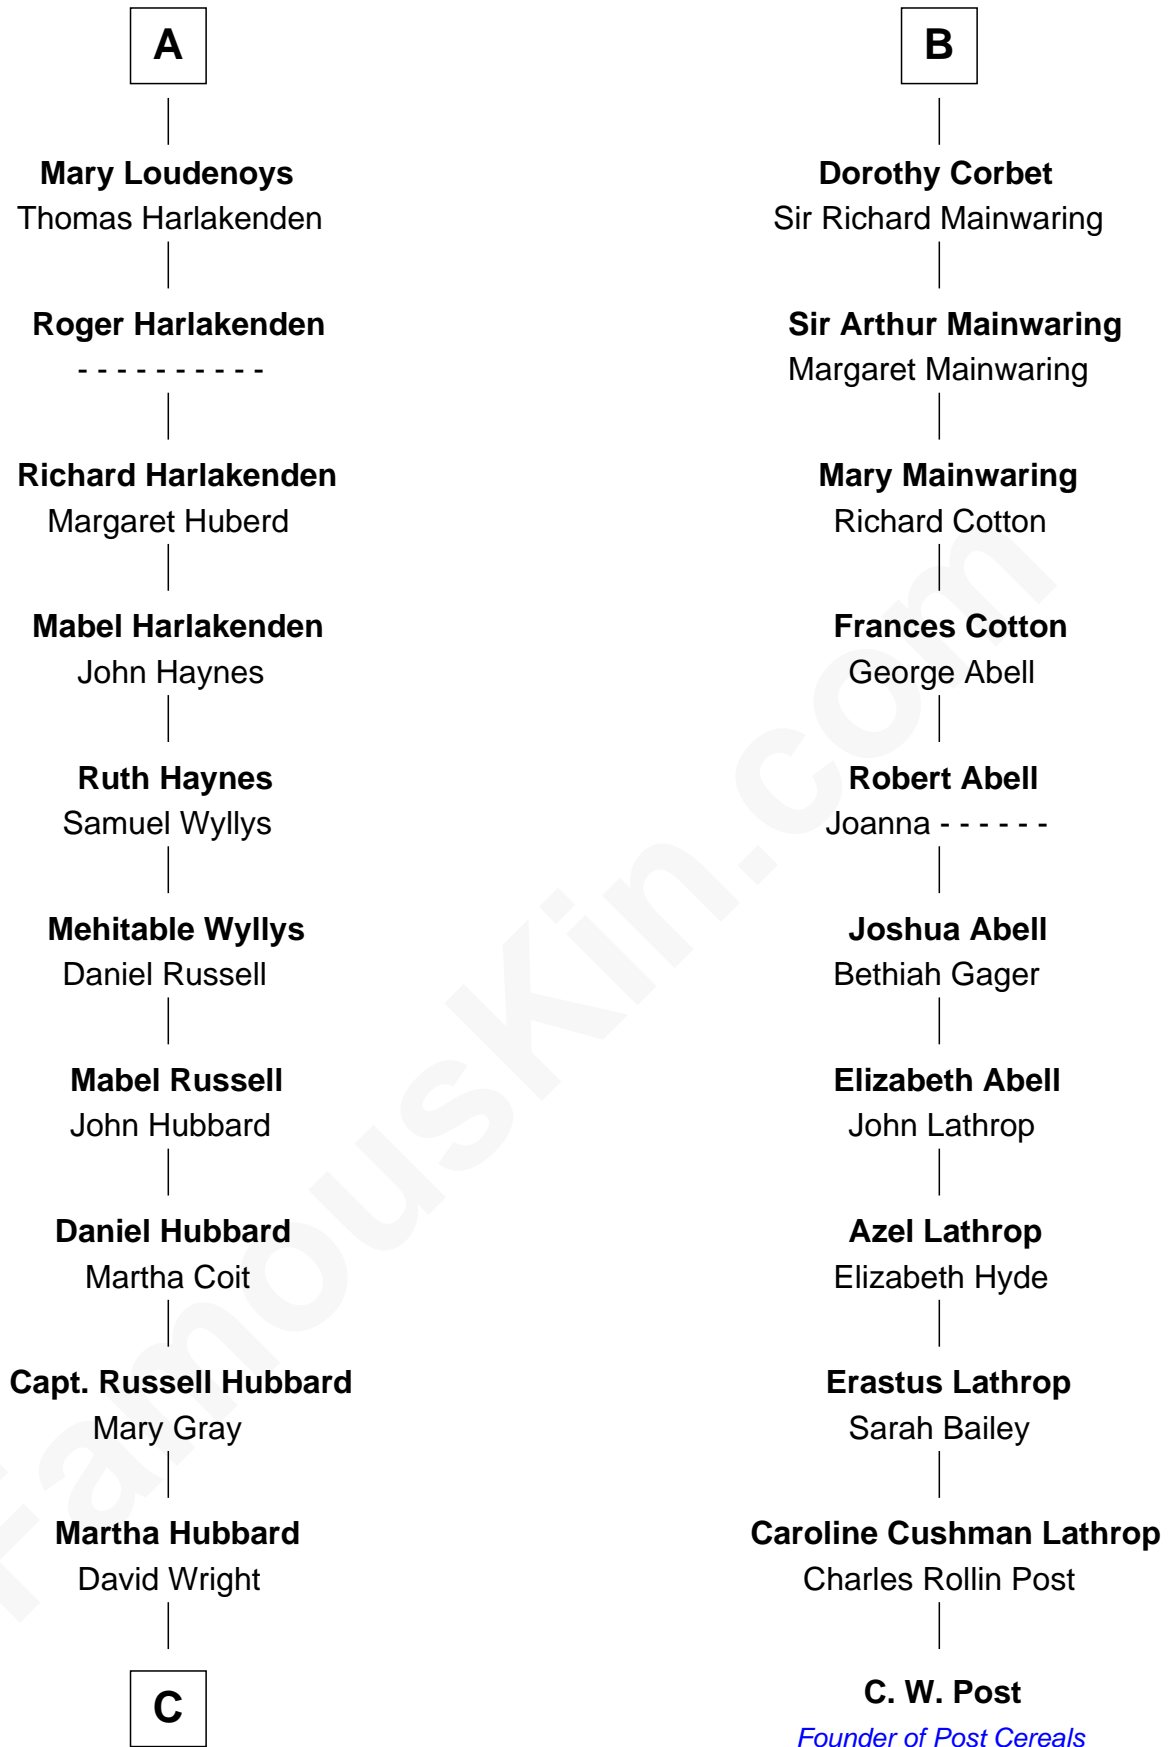 A
Mary Loudenoys
Thomas Harlakenden
Roger Harlakenden
- - - - - - - - - -
Richard Harlakenden
Margaret Huberd
Mabel Harlakenden
John Haynes
Ruth Haynes
Samuel Wyllys
Mehitable Wyllys
Daniel Russell
Mabel Russell
John Hubbard
Daniel Hubbard
Martha Coit
Capt. Russell Hubbard
Mary Gray
Martha Hubbard
David Wright
C
B
Dorothy Corbet
Sir Richard Mainwaring
Sir Arthur Mainwaring
Margaret Mainwaring
Mary Mainwaring
Richard Cotton
Frances Cotton
George Abell
Robert Abell
Joanna - - - - - -
Joshua Abell
Bethiah Gager
Elizabeth Abell
John Lathrop
Azel Lathrop
Elizabeth Hyde
Erastus Lathrop
Sarah Bailey
Caroline Cushman Lathrop
Charles Rollin Post
C. W. Post
Founder of Post Cereals
FamousKin.com